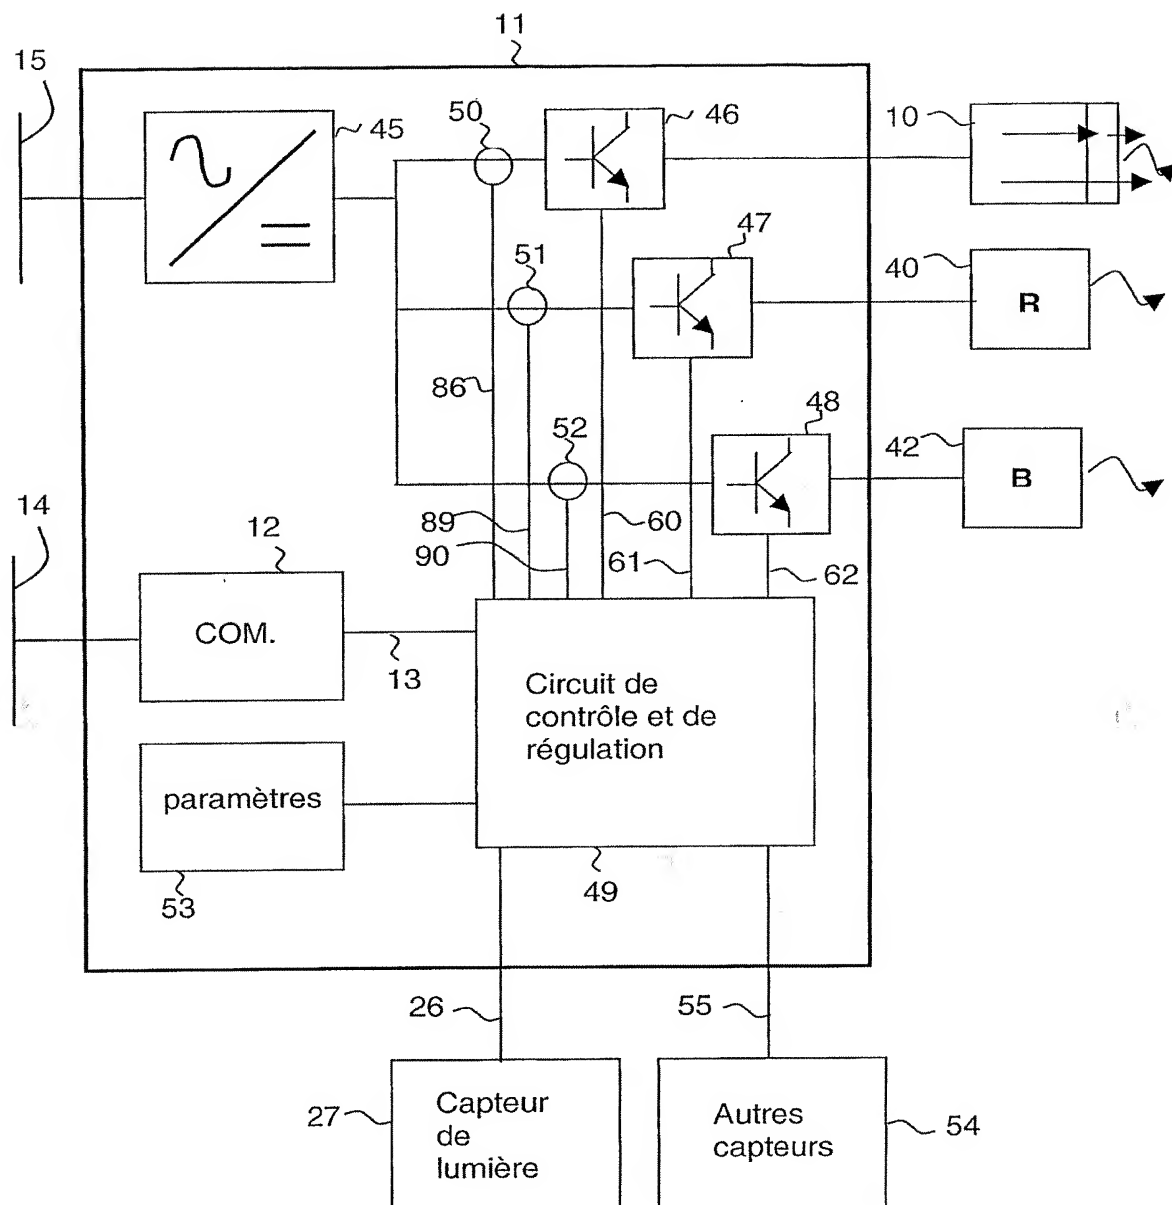 11
15
45
50
46
10
47
51
40
R
86
52
48
42
B
14
12
89
60
90
61
62
COM.
13
Circuit de
contrôle et de
régulation
paramètres
53
49
26
55
27
Capteur
de
lumière
Autres
capteurs
54